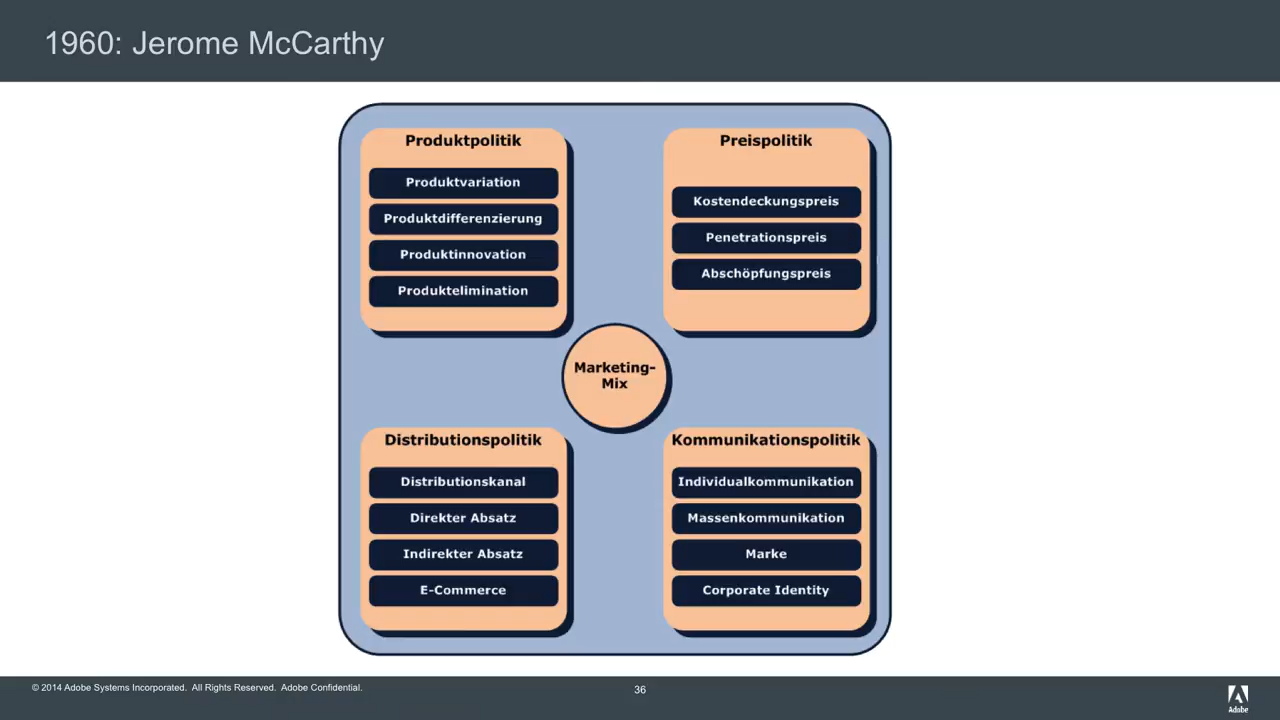 1960: Jerome McCarthy
Produktpolitik
Produktvariation
Produktdifferenzierung
Produktinnovation
Produktelimination
Preispolitik
Kostendeckungspreis
Penetrationspreis
Abschöpfungspreis
Marketing-
Mix
Distributionspolitik
Distributionskanal
Direkter Absatz
Indirekter Absatz
E-Commerce
Kommunikationspolitik
Individualkommunikation
Massenkommunikation
Marke
Corporate Identity
© 2014 Adobe Systems Incorporated. All Rights Reserved. Adobe Confidential.
36
Adobe